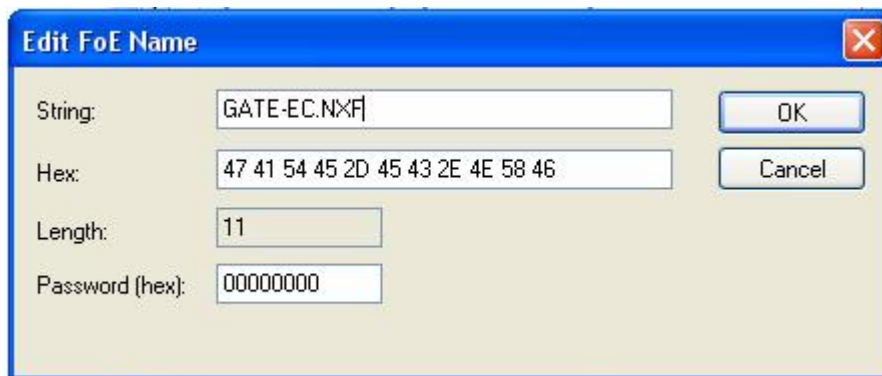 Edit FoE Name
String: GATE-EC.NXF
OK
Hex: 47 41 54 45 2D 45 43 2E 4E 58 46
Cancel
Length: 11
Password (hex): 00000000